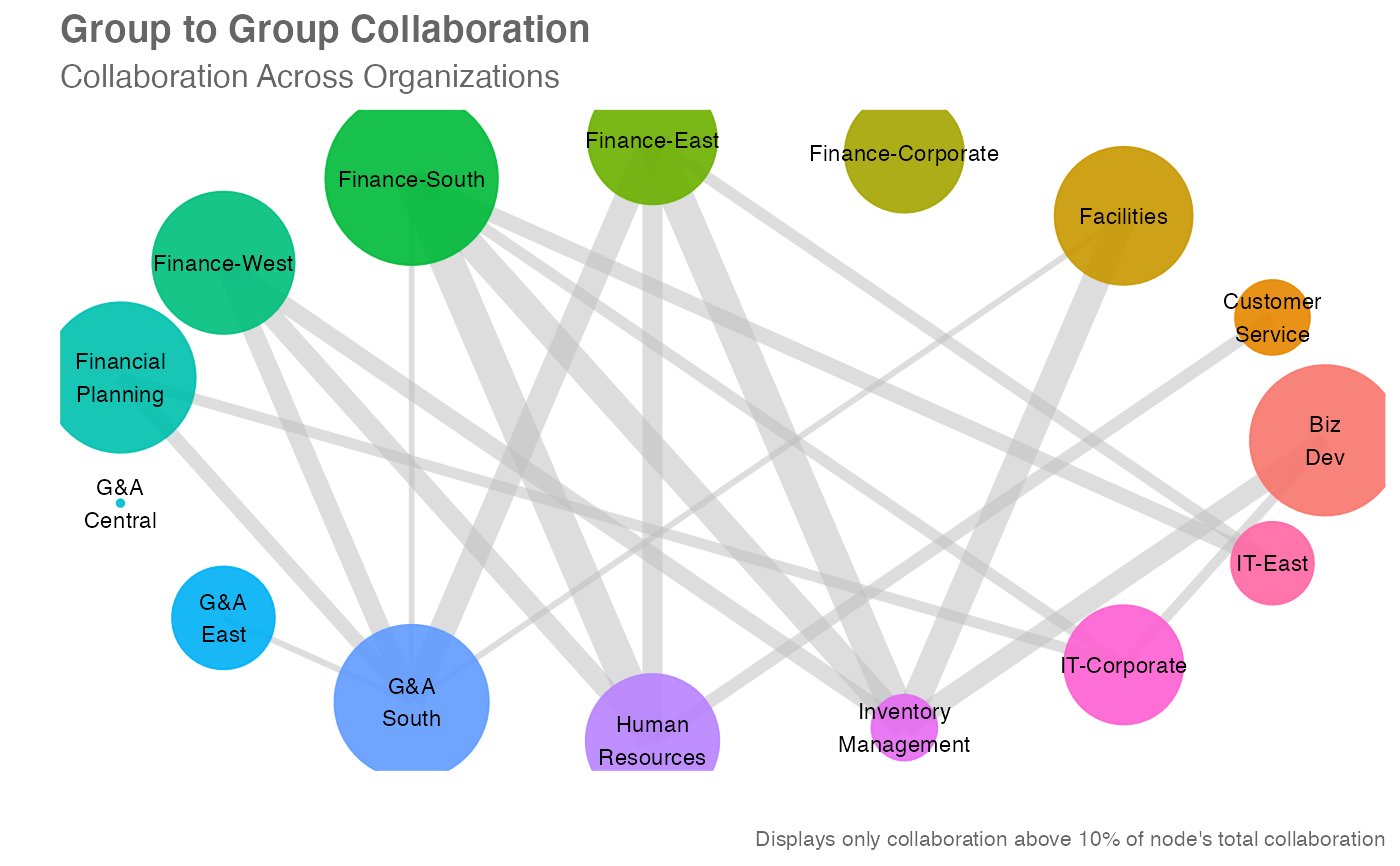 Group to Group Collaboration
Collaboration Across Organizations
Finance-East
Finance-Corporate
Finance-South
Facilities
Finance-West
Customer
Service
Financial
Planning
Biz
Dev
G&A
Central
IT-East
G&A
East
IT-Corporate
G&A
South
Inventory
Management
Human
Resources
Displays only collaboration above 10% of node's total collaboration